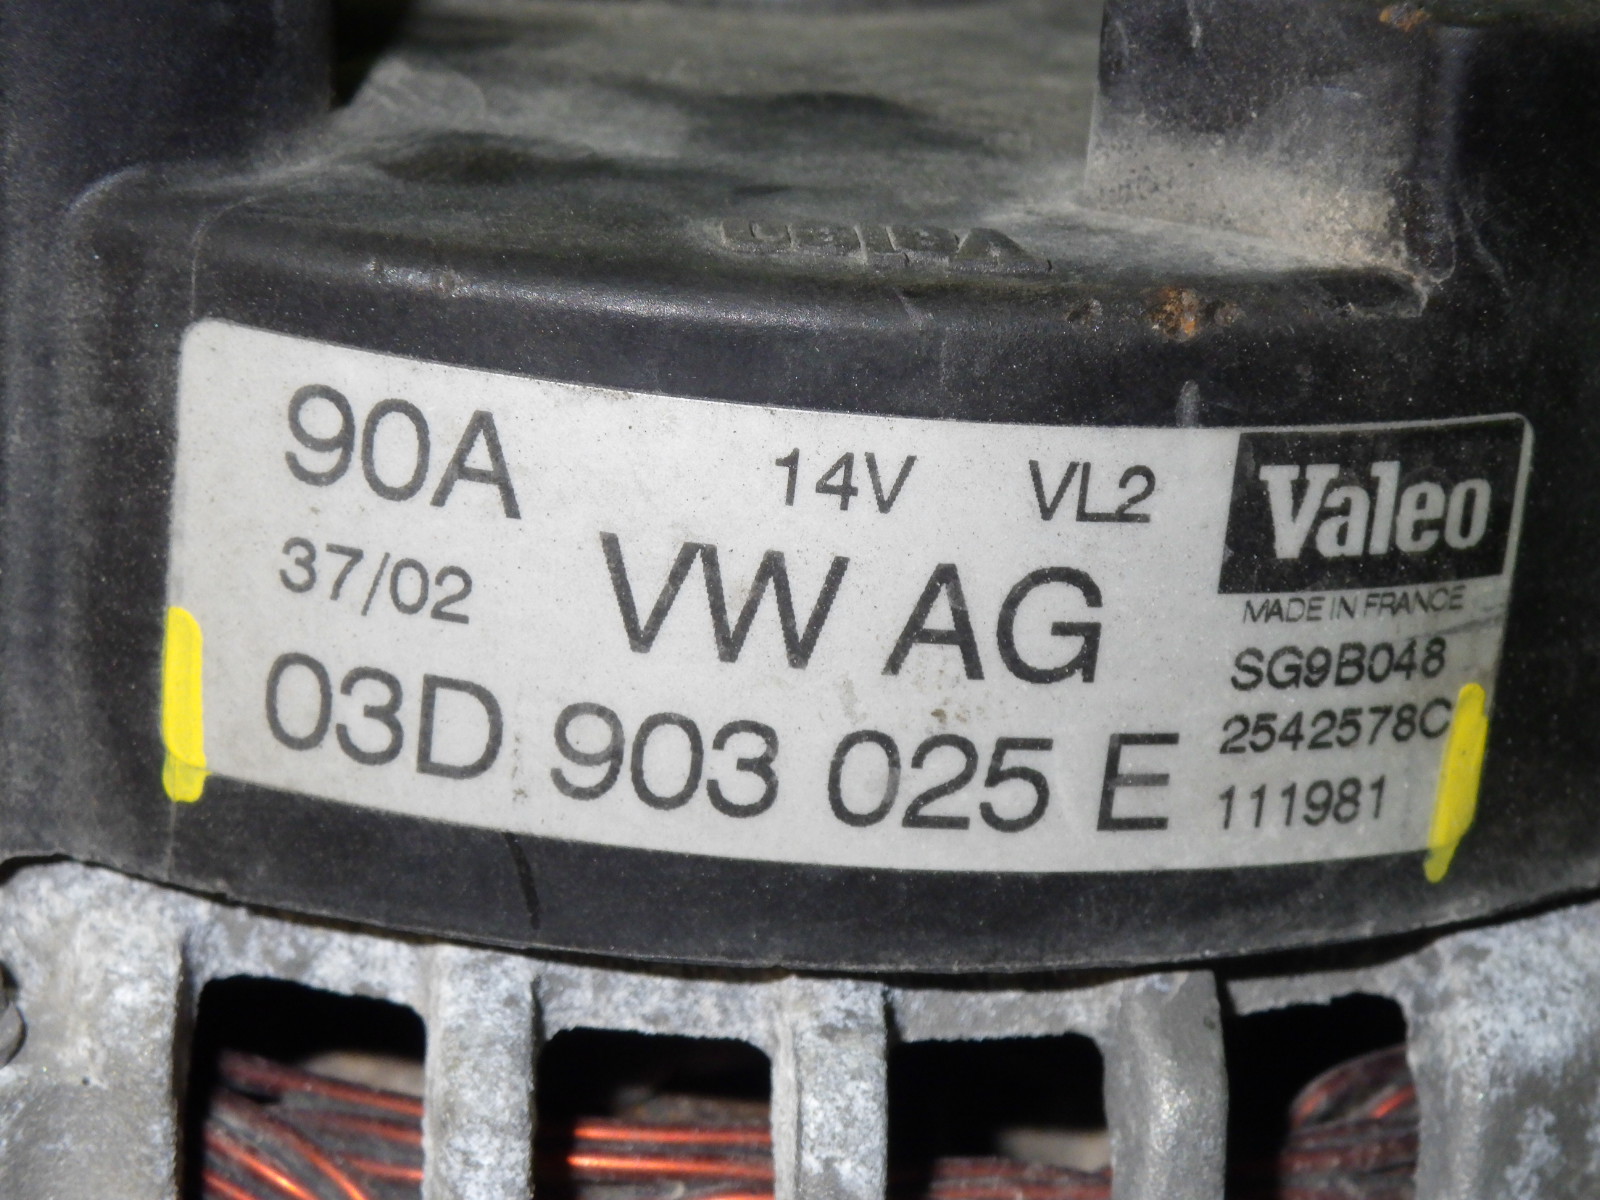 90A 14V VL2 Valeo
37/02 VW AG MADE IN FRANCE
SG9B048
03D 903 025 E 2542578C
111981